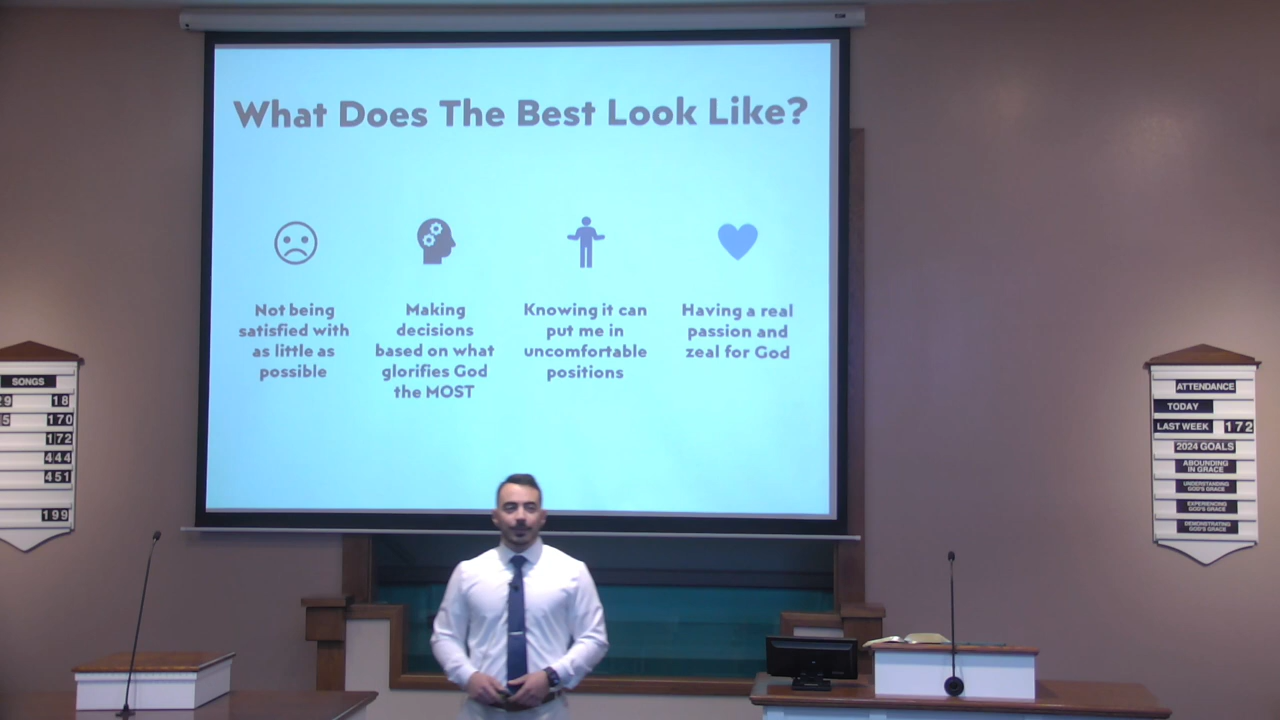 What Does The Best Look Like?
Not being
satisfied with
as little as
possible
Making
decisions
based on what
glorifies God
the MOST
Knowing it can
put me in
uncomfortable
positions
Having a real
passion and
zeal for God
SONGS
29 18
5 170
172
444
451
199
ATTENDANCE
TODAY
LAST WEEK 172
2024 GOALS
ABOUNDING
IN GRACE
UNDERSTANDING
GOD'S GRACE
EXPERIENCING
GOD'S GRACE
DEMONSTRATING
GOD'S GRACE